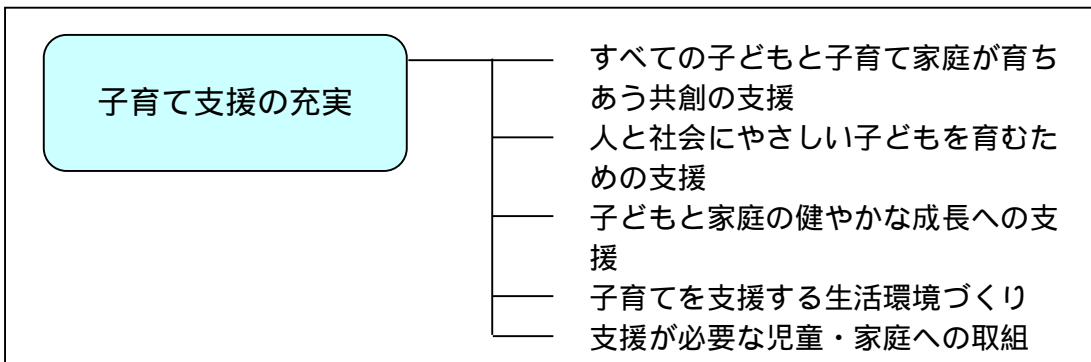 子育て支援の充実
すべての子どもと子育て家庭が育ち
あう共創の支援
人と社会にやさしい子どもを育むた
めの支援
子どもと家庭の健やかな成長への支
援
子育てを支援する生活環境づくり
支援が必要な児童・家庭への取組